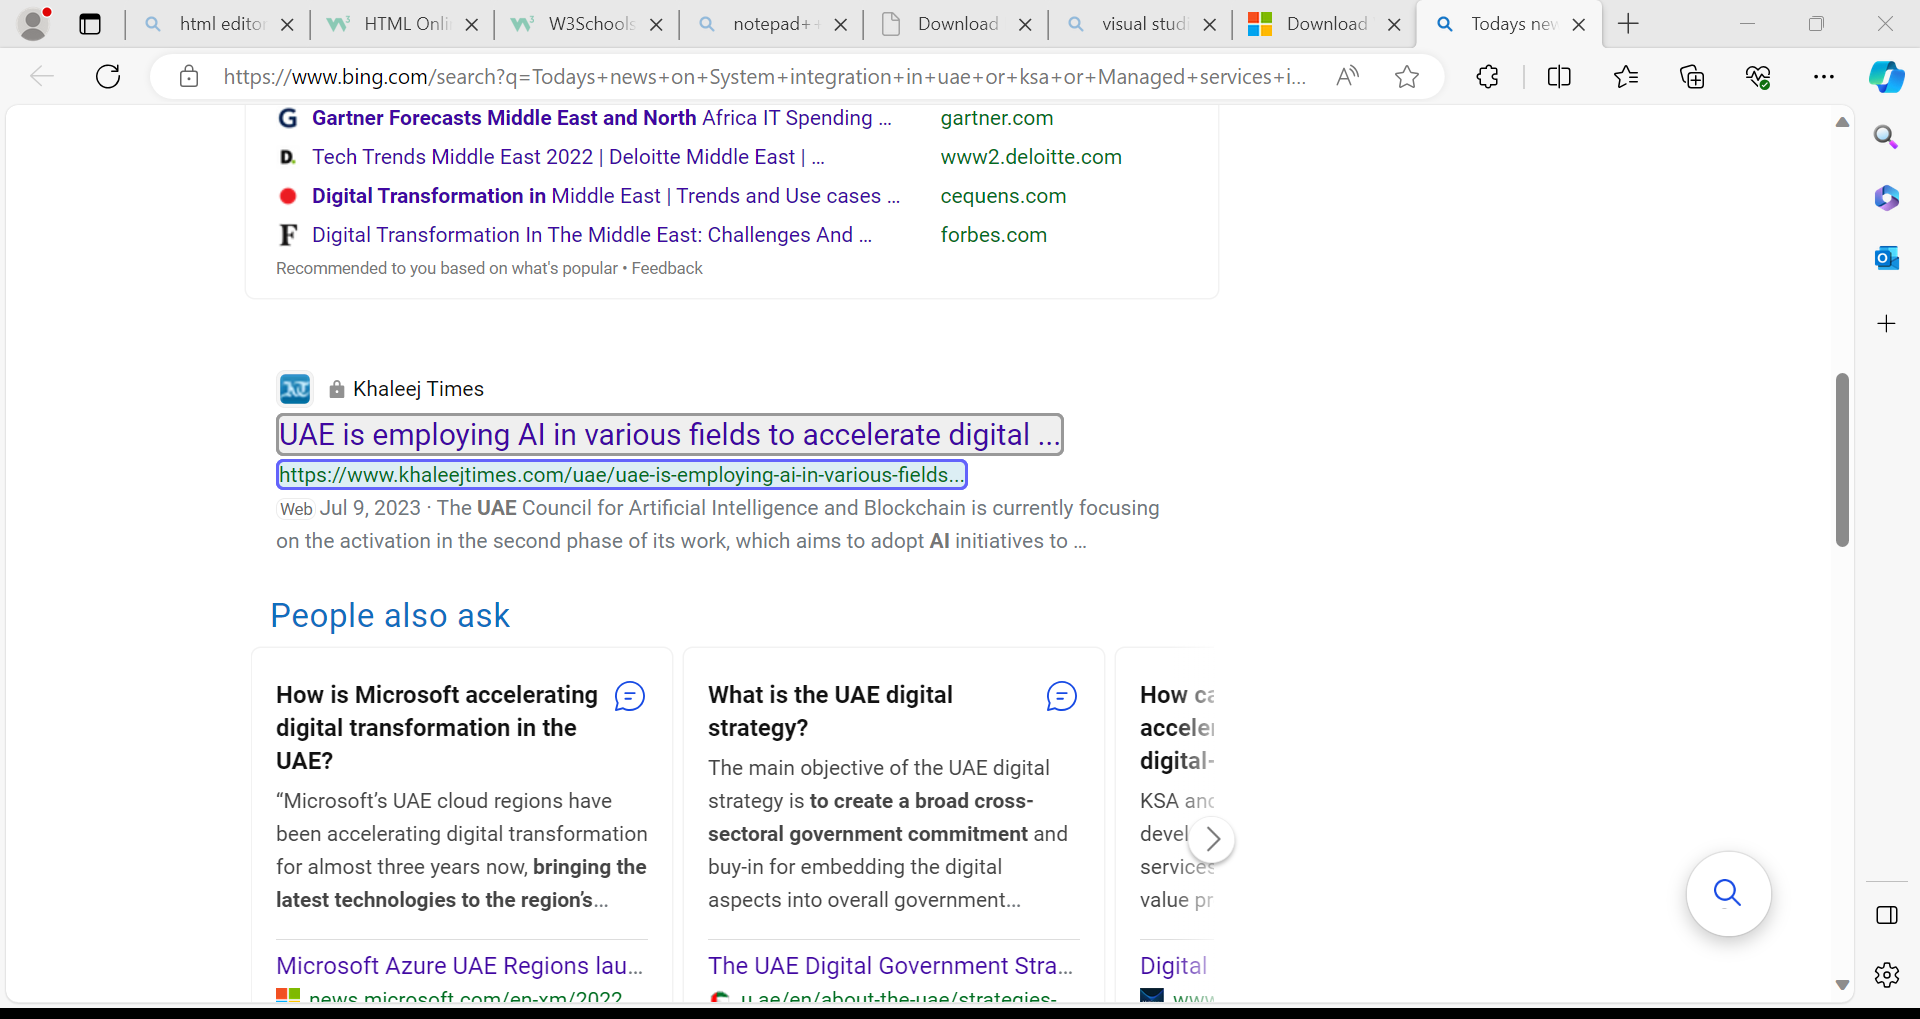 html editor
HTML Onli
W3Schools
notepad++
Download
visual studi
Download
Todays new
https://www.bing.com/search?q=Todays+news+on+System+integration+in+uae+or+ksa+or+Managed+services+i...
Gartner Forecasts Middle East and North Africa IT Spending ... gartner.com
Tech Trends Middle East 2022 | Deloitte Middle East | ... www2.deloitte.com
Digital Transformation in Middle East | Trends and Use cases ... cequens.com
Digital Transformation In The Middle East: Challenges And ... forbes.com
Recommended to you based on what's popular • Feedback
Khaleej Times
UAE is employing AI in various fields to accelerate digital ...
https://www.khaleejtimes.com/uae/uae-is-employing-ai-in-various-fields...
Web Jul 9, 2023 · The UAE Council for Artificial Intelligence and Blockchain is currently focusing
on the activation in the second phase of its work, which aims to adopt AI initiatives to ...
People also ask
How is Microsoft accelerating
digital transformation in the
UAE?
“Microsoft’s UAE cloud regions have
been accelerating digital transformation
for almost three years now, bringing the
latest technologies to the region’s...
Microsoft Azure UAE Regions lau...
news.microsoft.com/en-xm/2022
What is the UAE digital
strategy?
The main objective of the UAE digital
strategy is to create a broad cross-
sectoral government commitment and
buy-in for embedding the digital
aspects into overall government...
The UAE Digital Government Stra...
u.ae/en/about-the-uae/strategies-
How ca
acceler
digital-
KSA and
devel
services
value pr
Digital
www